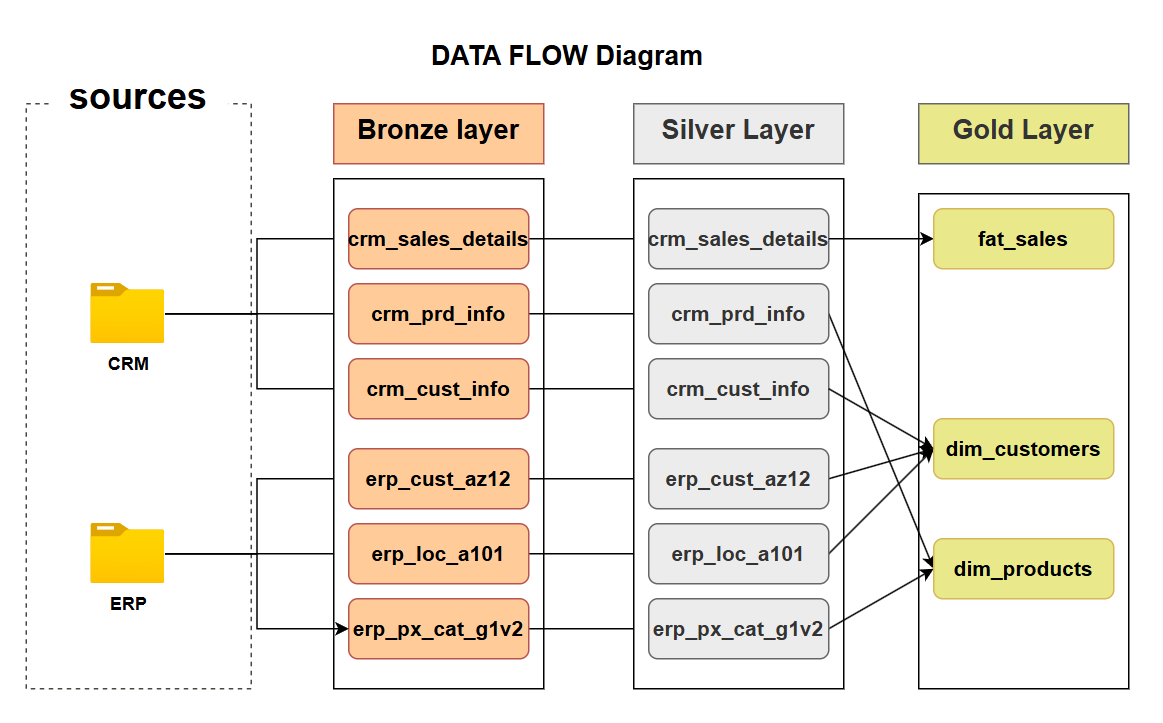 DATA FLOW Diagram
sources
Bronze layer
Silver Layer
Gold Layer
crm_sales_details
crm_sales_details
fat_sales
crm_prd_info
crm_prd_info
CRM
crm_cust_info
crm_cust_info
dim_customers
erp_cust_az12
erp_cust_az12
erp_loc_a101
erp_loc_a101
dim_products
ERP
erp_px_cat_g1v2
erp_px_cat_g1v2